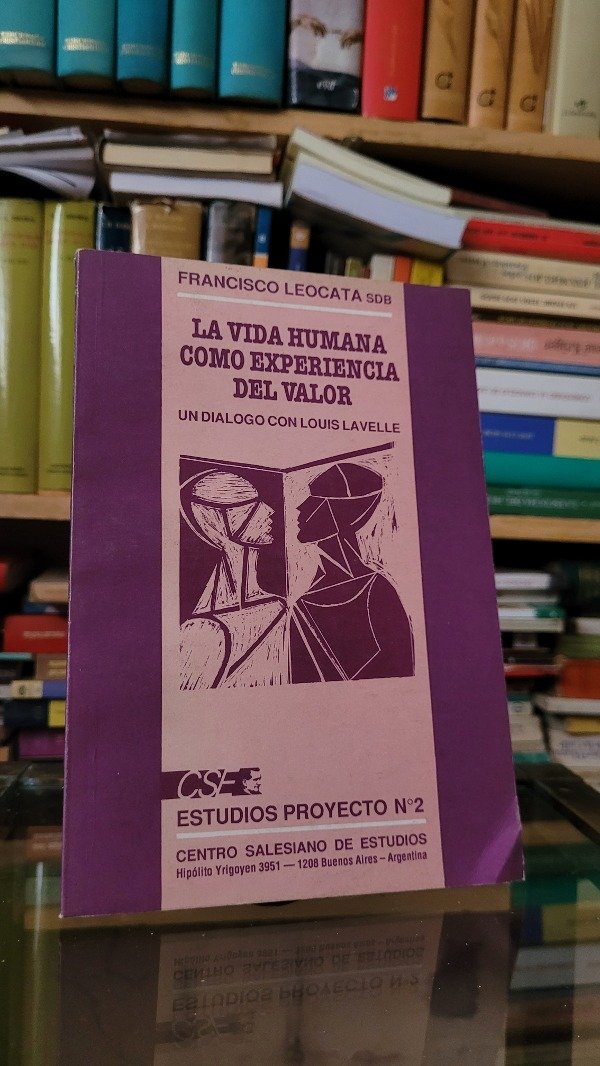 FRANCISCO LEOCATA SDB
LA VIDA HUMANA
COMO EXPERIENCIA
DEL VALOR
UN DIALOGO CON LOUIS LAVELLE
CSE
ESTUDIOS PROYECTO N°2
CENTRO SALESIANO DE ESTUDIOS
Hipólito Yrigoyen 3951 — 1208 Buenos Aires – Argentina